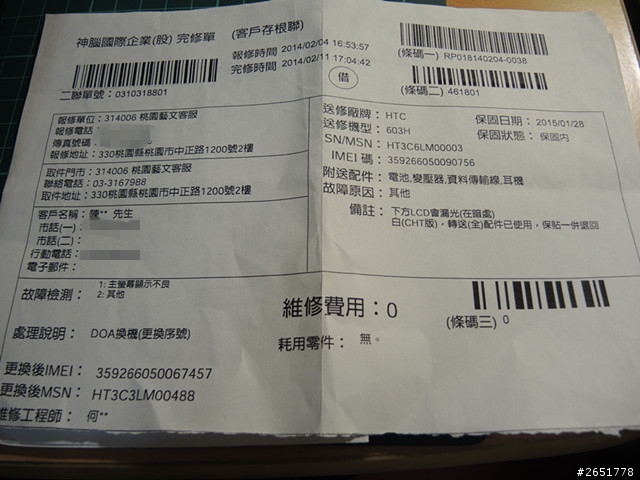 神腦國際企業(股) 完修單 (客戶存根聯)
報修時間 2014/02/04 16:53:57
完修時間 2014/02/11 17:04:42
借
(條碼一) RP018140204-0038
(條碼二) 461801
二聯單號：0310318801
報修單位：314006 桃園藝文客服
報修電話：
傳真號碼：
報修地址：330桃園縣桃園市中正路1200號2樓
取件門市：314006 桃園藝文客服
聯絡電話：03-3167988
取件地址：330桃園縣桃園市中正路1200號2樓
客戶名稱：陳** 先生
市話(一)：
市話(二)：
行動電話：
電子郵件：
送修廠牌：HTC
保固日期：2015/01/28
送修機型：603H
保固狀態：保固內
SN/MSN：HT3C6LM00003
IMEI 碼：359266050090756
附送配件：電池,變壓器,資料傳輸線,耳機
故障原因：其他
備註：下方LCD會漏光(在暗處)
白(CHT版)，轉送(全)配件已使用，保貼一併退回
故障檢測：1: 主螢幕顯示不良
2: 其他
維修費用：0
(條碼三) 0
處理說明： DOA換機(更換序號)
耗用零件： 無。
更換後IMEI： 359266050067457
更換後MSN： HT3C3LM00488
維修工程師： 何**
#2651778